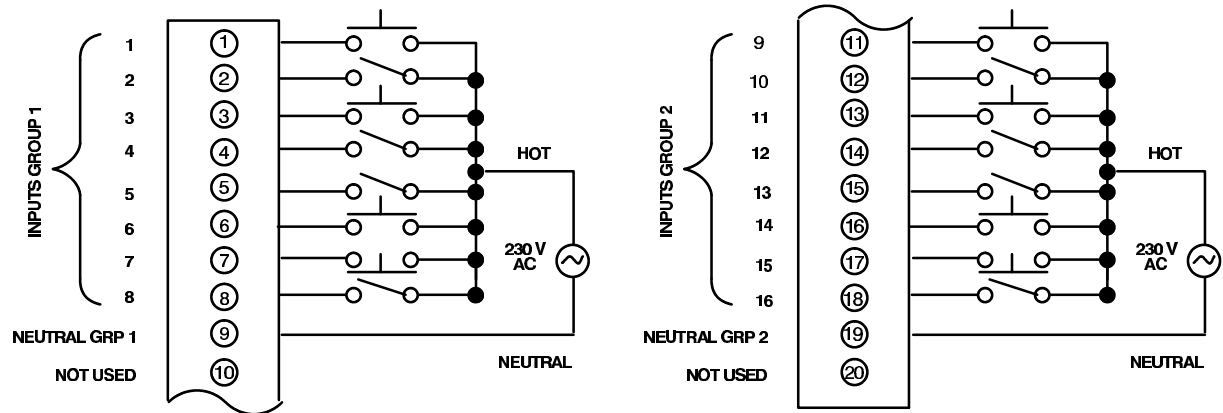 INPUTS GROUP 1
1 ①
2 ②
3 ③
4 ④
5 ⑤
6 ⑥
7 ⑦
8 ⑧
NEUTRAL GRP 1 ⑨
NOT USED ⑩
HOT
230 V
AC
NEUTRAL
INPUTS GROUP 2
9 ⑪
10 ⑫
11 ⑬
12 ⑭
13 ⑮
14 ⑯
15 ⑰
16 ⑱
NEUTRAL GRP 2 ⑲
NOT USED ⑳
HOT
230 V
AC
NEUTRAL